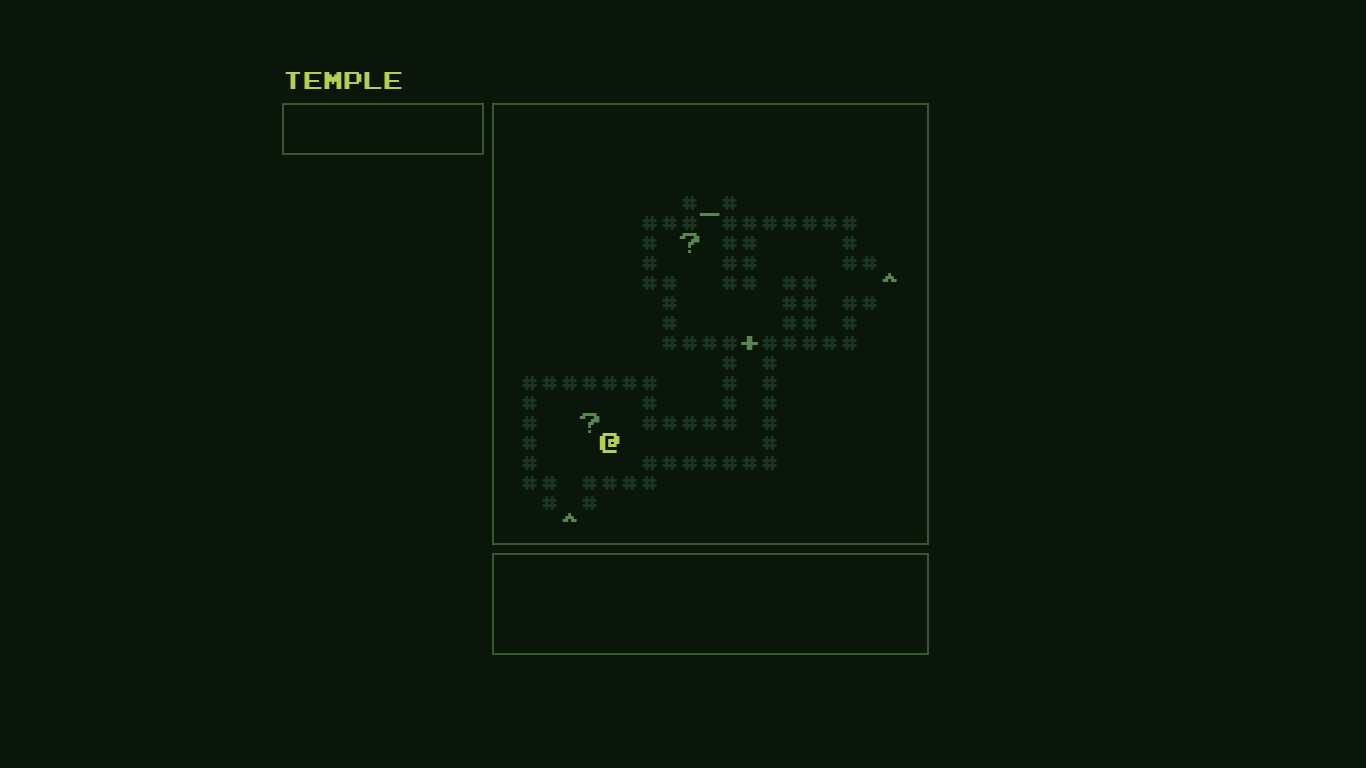 TEMPLE
# _ #
# # # # # # # # # #
# ? # # #
# # # # #
# # # # # # ^
# # # # #
# # # #
# # # # + # # # # #
# #
# # # # # # # # #
# # # #
# ? # # # # # #
# @ #
# # # # # # # #
# # # # # #
# #
^